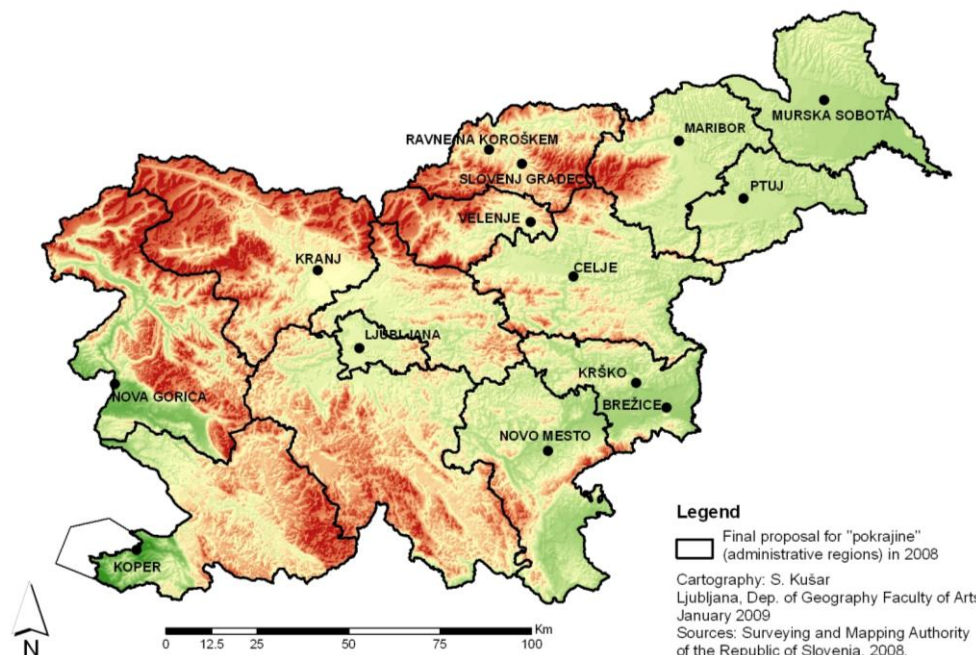 MURSKA SOBOTA
MARIBOR
RAVNE NA KOROŠKEM
SLOVENJ GRADEC
PTUJ
VELENJE
KRANJ
CELJE
LJUBLJANA
KRŠKO
NOVA GORICA
BREŽICE
NOVO MESTO
KOPER
Legend
Final proposal for "pokrajine"
(administrative regions) in 2008
Cartography: S. Kušar
Ljubljana, Dep. of Geography Faculty of Arts
January 2009
Sources: Surveying and Mapping Authority
of the Republic of Slovenia, 2008.
N
Km
0 12.5 25 50 75 100